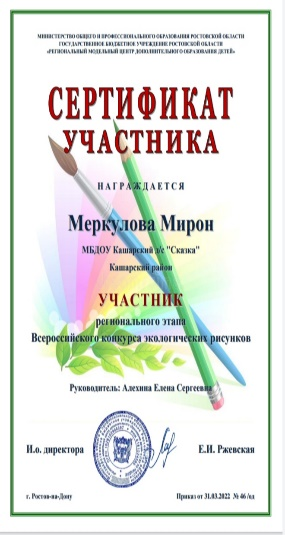 МИНИСТЕРСТВО ОБЩЕГО И ПРОФЕССИОНАЛЬНОГО ОБРАЗОВАНИЯ РОСТОВСКОЙ ОБЛАСТИ
ГОСУДАРСТВЕННОЕ БЮДЖЕТНОЕ УЧРЕЖДЕНИЕ РОСТОВСКОЙ ОБЛАСТИ
«РЕГИОНАЛЬНЫЙ МОДЕЛЬНЫЙ ЦЕНТР ДОПОЛНИТЕЛЬНОГО ОБРАЗОВАНИЯ ДЕТЕЙ»
СЕРТИФИКАТ
УЧАСТНИКА
НАГРАЖДАЕТСЯ
Меркулова Мирон
МБДОУ Кашарский д/с "Сказка"
Кашарский район
УЧАСТНИК
регионального этапа
Всероссийского конкурса экологических рисунков
Руководитель: Алехина Елена Сергеевна
И.о. директора Е.И. Ржевская
г. Ростов-на-Дону Приказ от 31.03.2022 № 46 /од